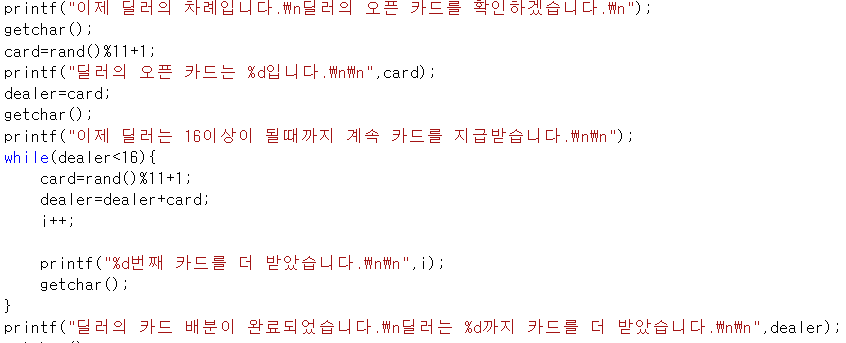 printf("이제 딜러의 차례입니다.₩n딜러의 오픈 카드를 확인하겠습니다.₩n");
getchar();
card=rand()%11+1;
printf("딜러의 오픈 카드는 %d입니다.₩n₩n",card);
dealer=card;
getchar();
printf("이제 딜러는 16이상이 될때까지 계속 카드를 지급받습니다.₩n₩n");
while(dealer<16){
    card=rand()%11+1;
    dealer=dealer+card;
    i++;

    printf("%d번째 카드를 더 받았습니다.₩n₩n",i);
    getchar();
}
printf("딜러의 카드 배분이 완료되었습니다.₩n딜러는 %d까지 카드를 더 받았습니다.₩n₩n",dealer);